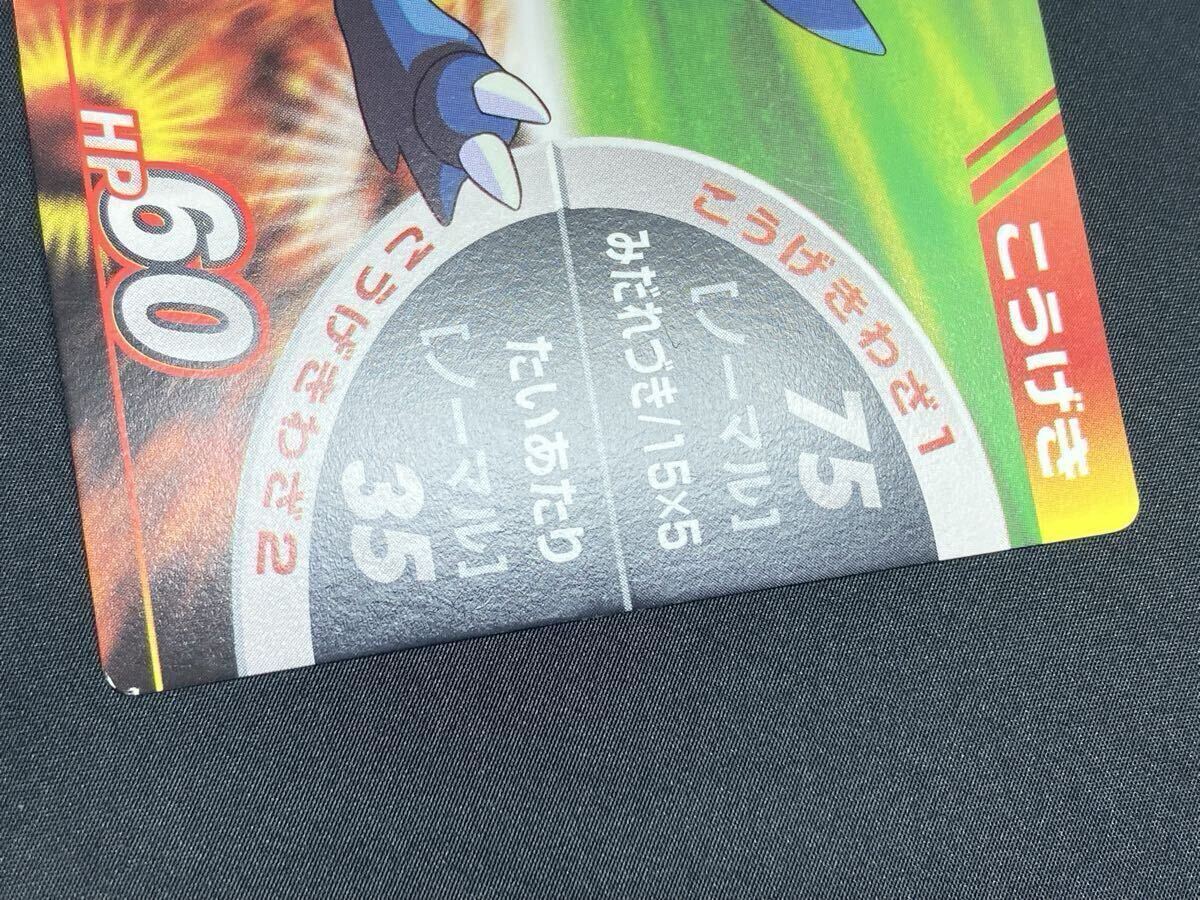 こうげき
HP60
こうげきわざ1
75
[ノーマル]
みだれづき/15×5
こうげきわざ2
たいあたり
[ノーマル]
35